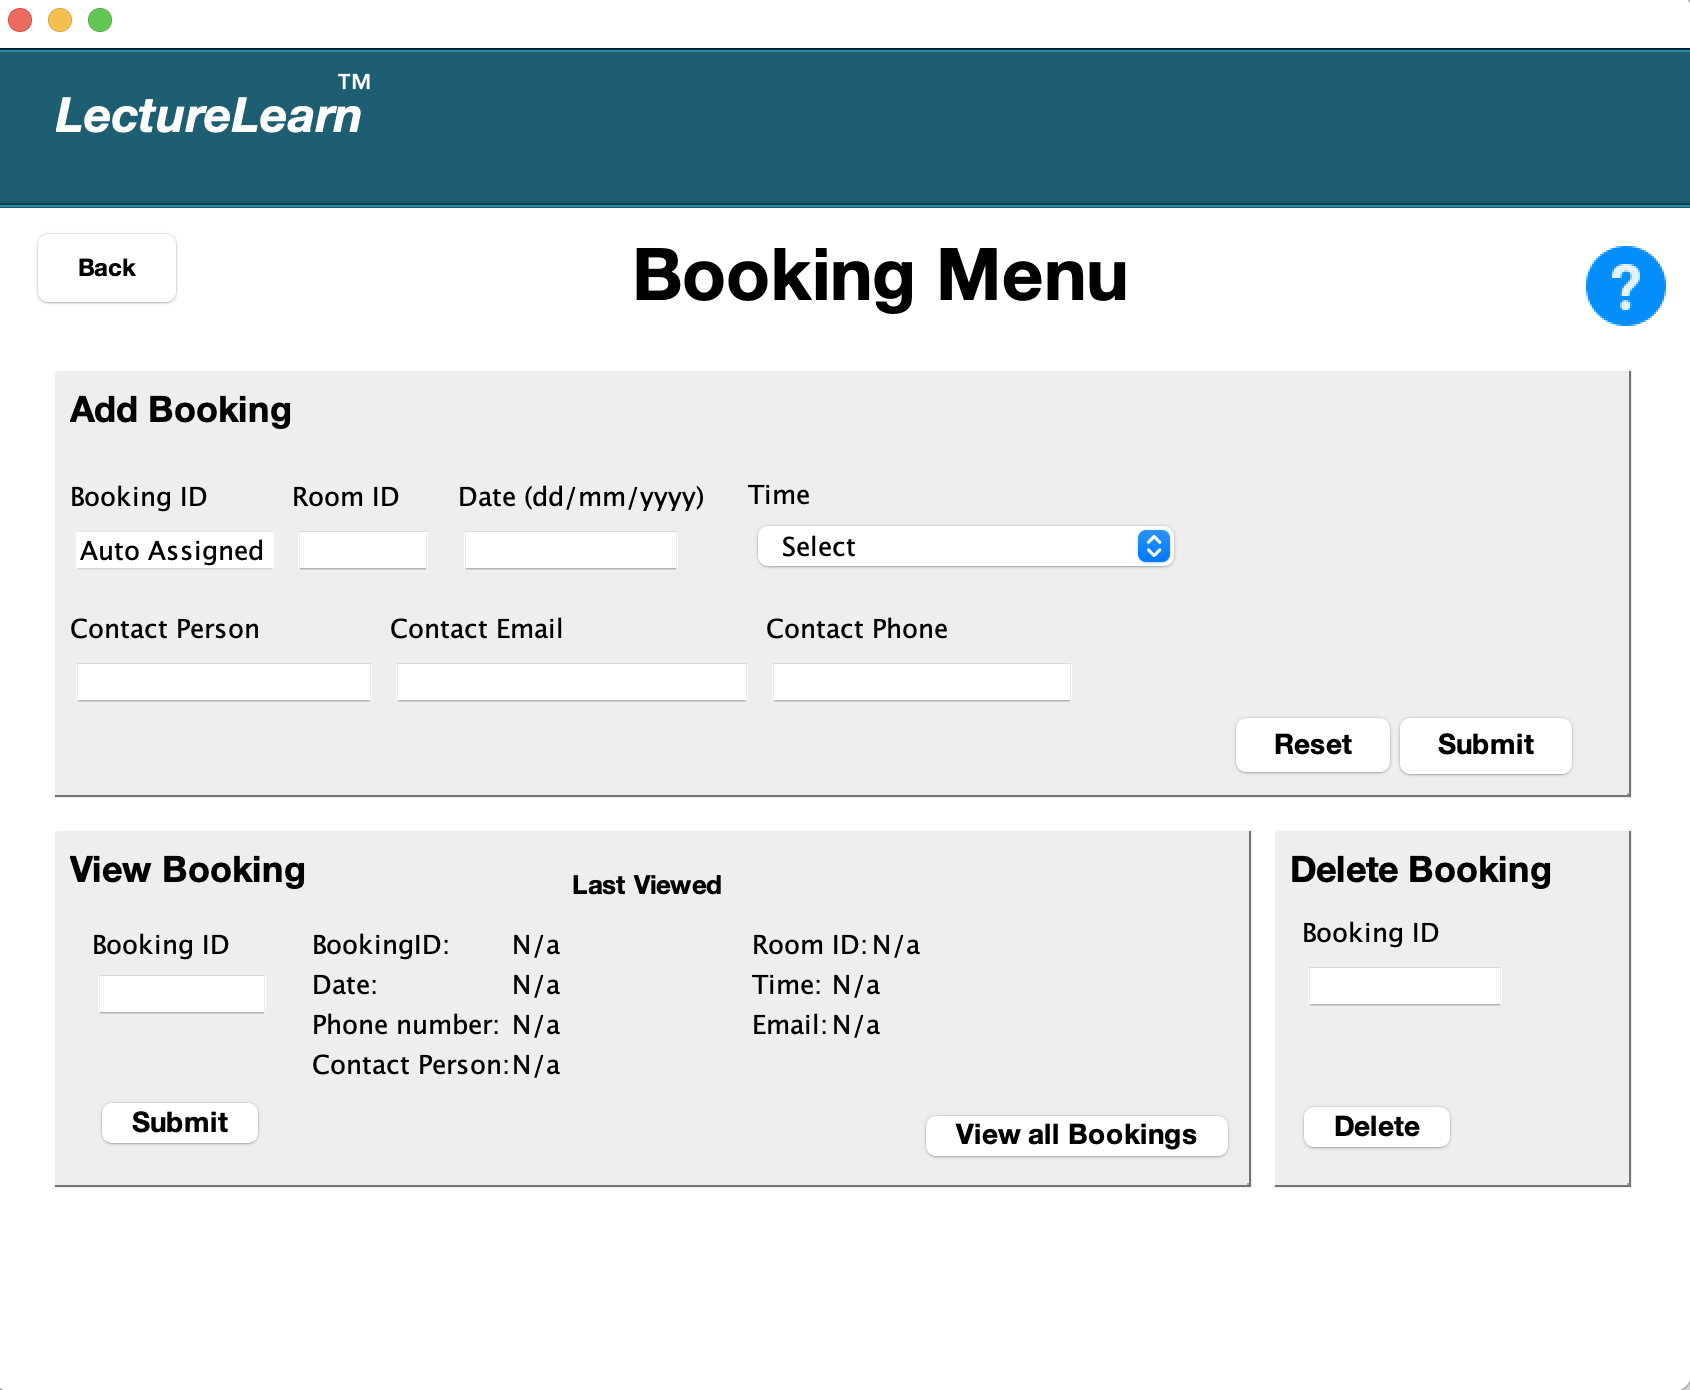 LectureLearn™
Back
Booking Menu
?
Add Booking
Booking ID Room ID Date (dd/mm/yyyy) Time
Auto Assigned Select
Contact Person Contact Email Contact Phone
Reset Submit
View Booking
Last Viewed
Booking ID
BookingID: N/a Room ID: N/a
Date: N/a Time: N/a
Phone number: N/a Email: N/a
Contact Person: N/a
Submit
View all Bookings
Delete Booking
Booking ID
Delete